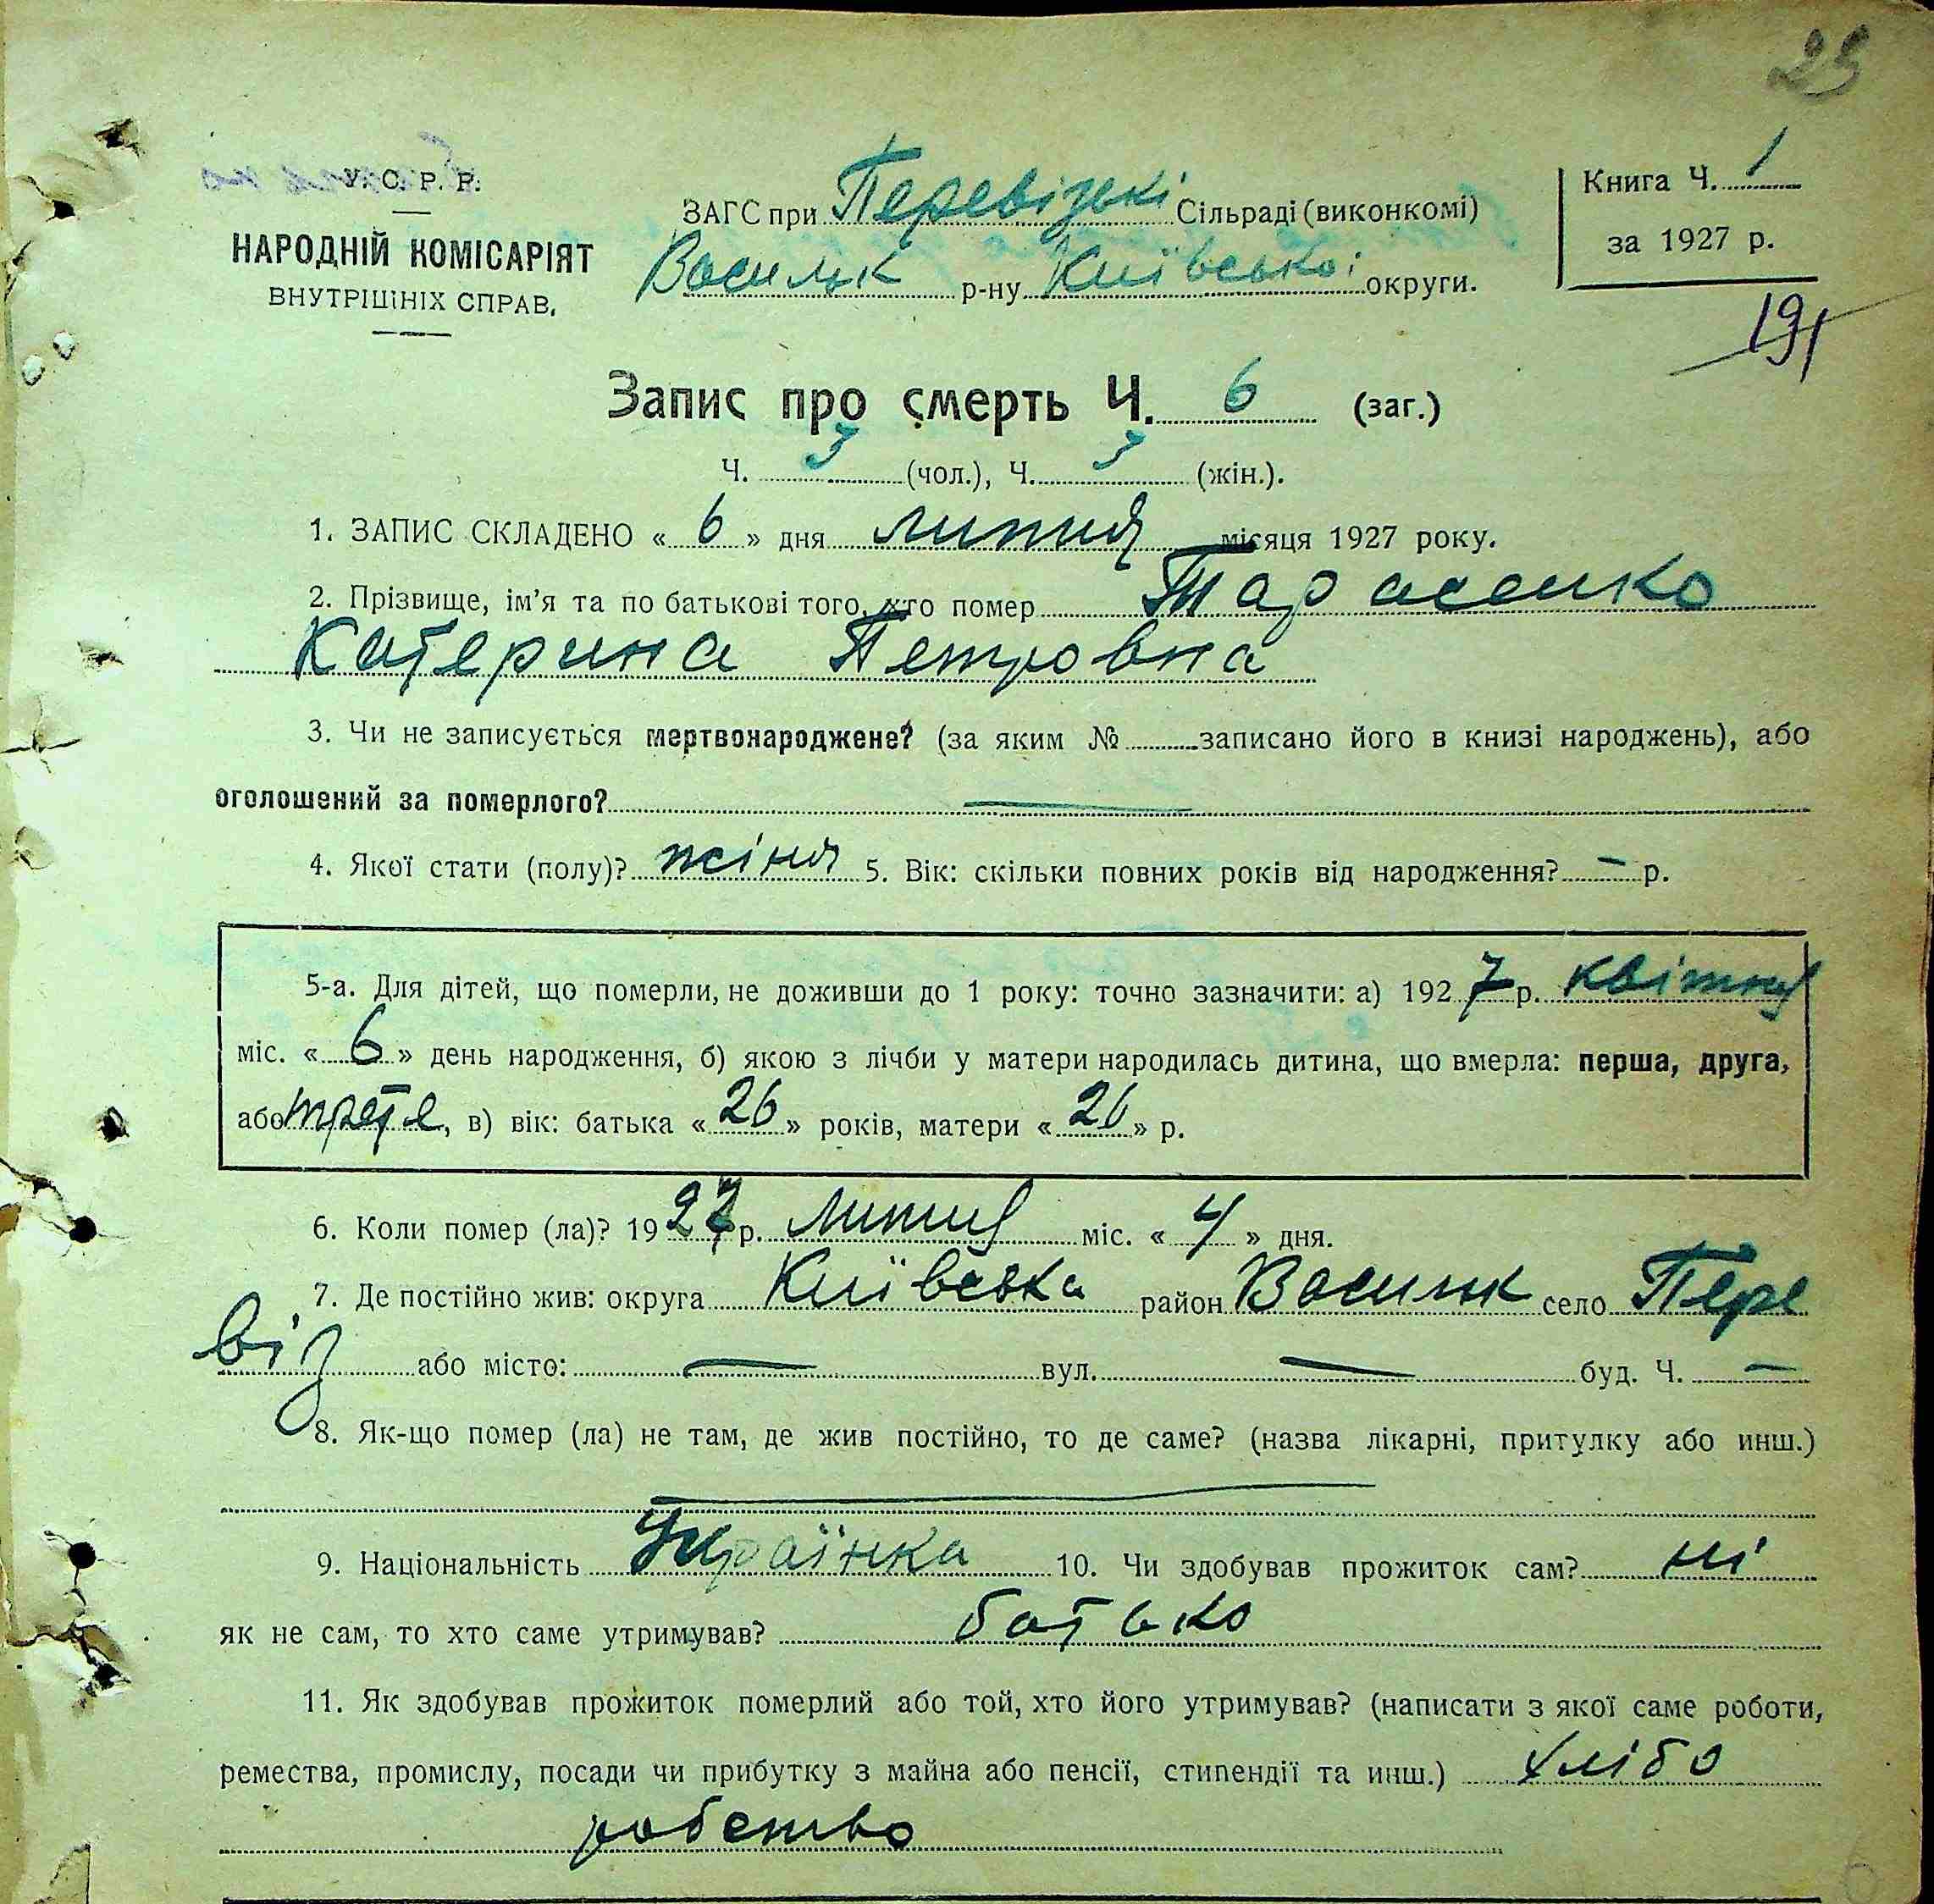 25
У. С. Р. Р.
НАРОДНІЙ КОМІСАРІЯТ
ВНУТРІШНІХ СПРАВ.
ЗАГС при Перевізькі Сільраді (виконкомі)
Васильк р-ну Київської округи.
Книга Ч. 1
за 1927 р.
191
Запис про смерть Ч. 6 (заг.)
Ч. 3 (чол.), Ч. 3 (жін.).
1. ЗАПИС СКЛАДЕНО « 6 » дня липня місяця 1927 року.
2. Прізвище, ім'я та по батькові того, хто помер Тарасенко
Катерина Петровна
3. Чи не записується мертвонароджене? (за яким № записано його в книзі народжень), або
оголошений за померлого? —
4. Якої стати (полу)? жіноя 5. Вік: скільки повних років від народження? — р.
5-а. Для дітей, що померли, не доживши до 1 року: точно зазначити: а) 1927 р. квітня
міс. « 6 » день народження, б) якою з лічби у матери народилась дитина, що вмерла: перша, друга,
або третя, в) вік: батька « 26 » років, матери « 26 » р.
6. Коли помер (ла)? 1927 р. липня міс. « 4 » дня.
7. Де постійно жив: округа Київська район Васильк село Пере
віз або місто: — вул. — буд. Ч. —
8. Як-що помер (ла) не там, де жив постійно, то де саме? (назва лікарні, притулку або инш.)
9. Національність Українка 10. Чи здобував прожиток сам? ні
як не сам, то хто саме утримував? батько
11. Як здобував прожиток померлий або той, хто його утримував? (написати з якої саме роботи,
ремества, промислу, посади чи прибутку з майна або пенсії, стипендії та инш.) хлібо
робство